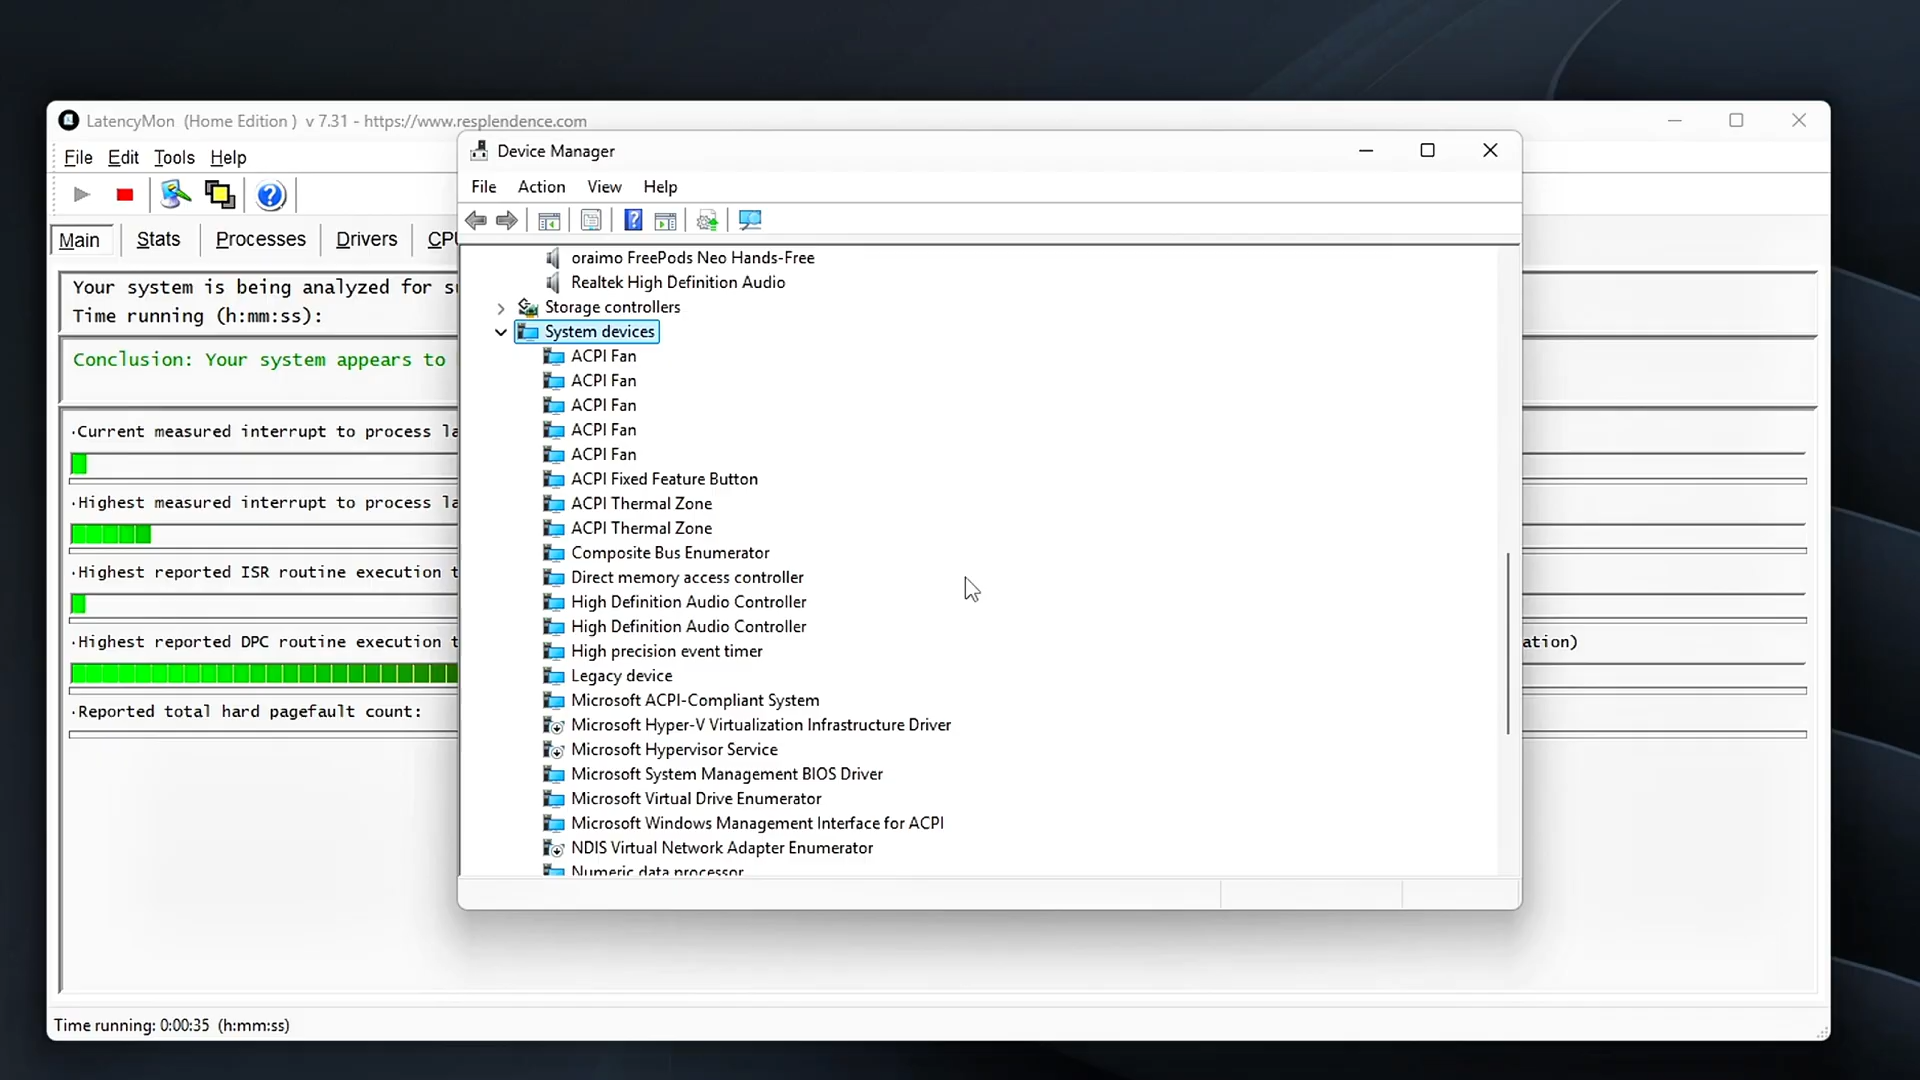 LatencyMon (Home Edition ) v 7.31 - https://www.resplendence.com
File Edit Tools Help
Main Stats Processes Drivers CPU
Your system is being analyzed for su
Time running (h:mm:ss):
Conclusion: Your system appears to
·Current measured interrupt to process la
·Highest measured interrupt to process la
·Highest reported ISR routine execution t
·Highest reported DPC routine execution t
ation)
·Reported total hard pagefault count:
Time running: 0:00:35 (h:mm:ss)
Device Manager
File Action View Help
oraimo FreePods Neo Hands-Free
Realtek High Definition Audio
Storage controllers
System devices
ACPI Fan
ACPI Fan
ACPI Fan
ACPI Fan
ACPI Fan
ACPI Fixed Feature Button
ACPI Thermal Zone
ACPI Thermal Zone
Composite Bus Enumerator
Direct memory access controller
High Definition Audio Controller
High Definition Audio Controller
High precision event timer
Legacy device
Microsoft ACPI-Compliant System
Microsoft Hyper-V Virtualization Infrastructure Driver
Microsoft Hypervisor Service
Microsoft System Management BIOS Driver
Microsoft Virtual Drive Enumerator
Microsoft Windows Management Interface for ACPI
NDIS Virtual Network Adapter Enumerator
Numeric data processor